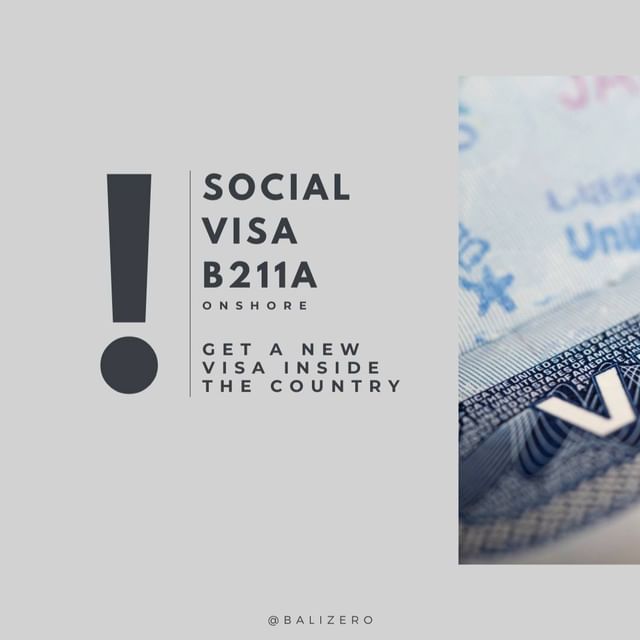 !
SOCIAL
VISA
B211A
ONSHORE
GET A NEW
VISA INSIDE
THE COUNTRY
@BALIZERO